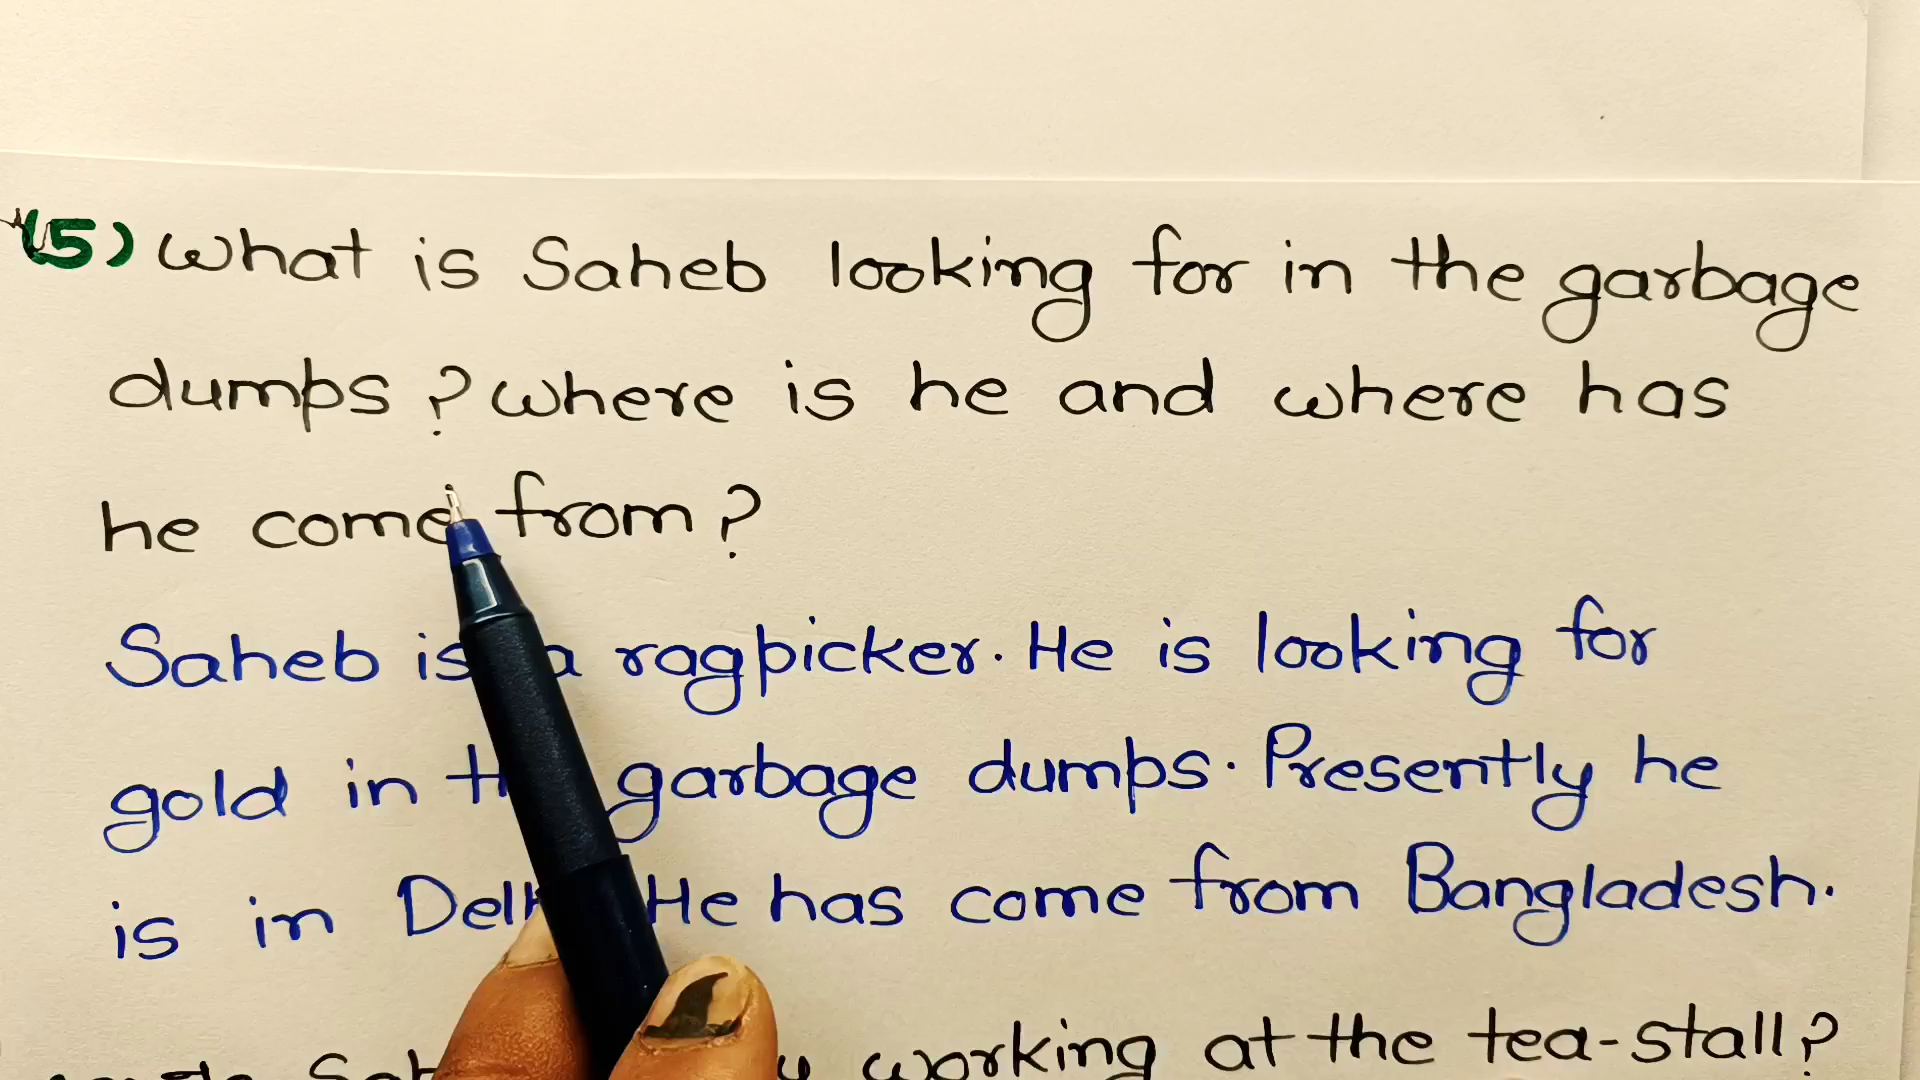 (5) What is Saheb looking for in the garbage
dumps? Where is he and where has
he come from?
Saheb is a ragpicker. He is looking for
gold in garbage dumps. Presently he
is in He has come from Bangladesh.
working at the tea-stall?